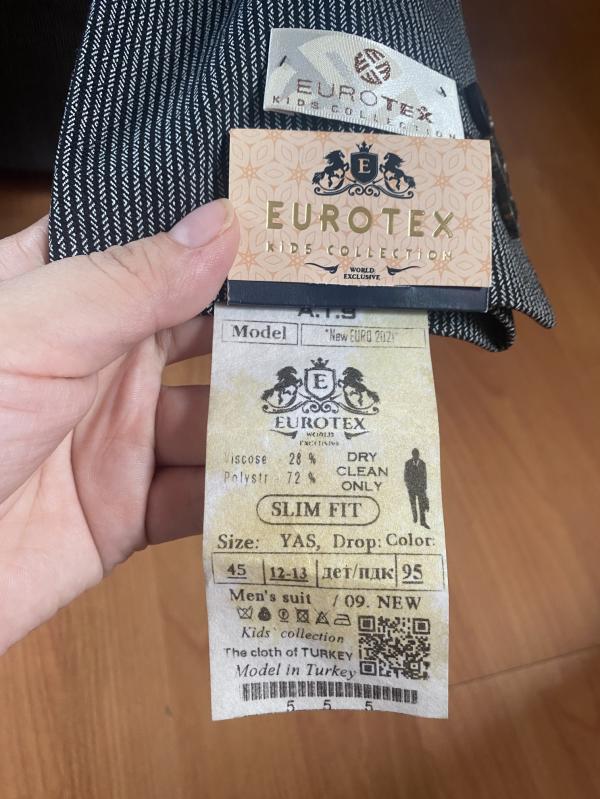 EUROTEX
KIDS COLLECTION
E
EUROTEX
KIDS COLLECTION
WORLD
EXCLUSIVE
Model "New EURO 2021"
E
EUROTEX
WORLD
EXCLUSIVE
Viscose 28 %
Polystr 72 %
DRY
CLEAN
ONLY
SLIM FIT
Size: YAS, Drop: Color:
45 12-13 дет/пдк 95
Men's suit / 09. NEW
Kids' collection
The cloth of TURKEY
Model in Turkey
5 5 5